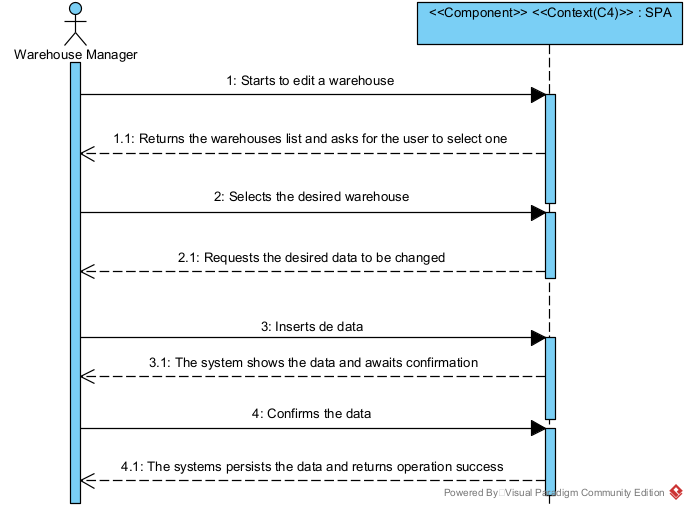 <<Component>> <<Context(C4)>> : SPA
Warehouse Manager
1: Starts to edit a warehouse
1.1: Returns the warehouses list and asks for the user to select one
2: Selects the desired warehouse
2.1: Requests the desired data to be changed
3: Inserts de data
3.1: The system shows the data and awaits confirmation
4: Confirms the data
4.1: The systems persists the data and returns operation success
Powered By Visual Paradigm Community Edition